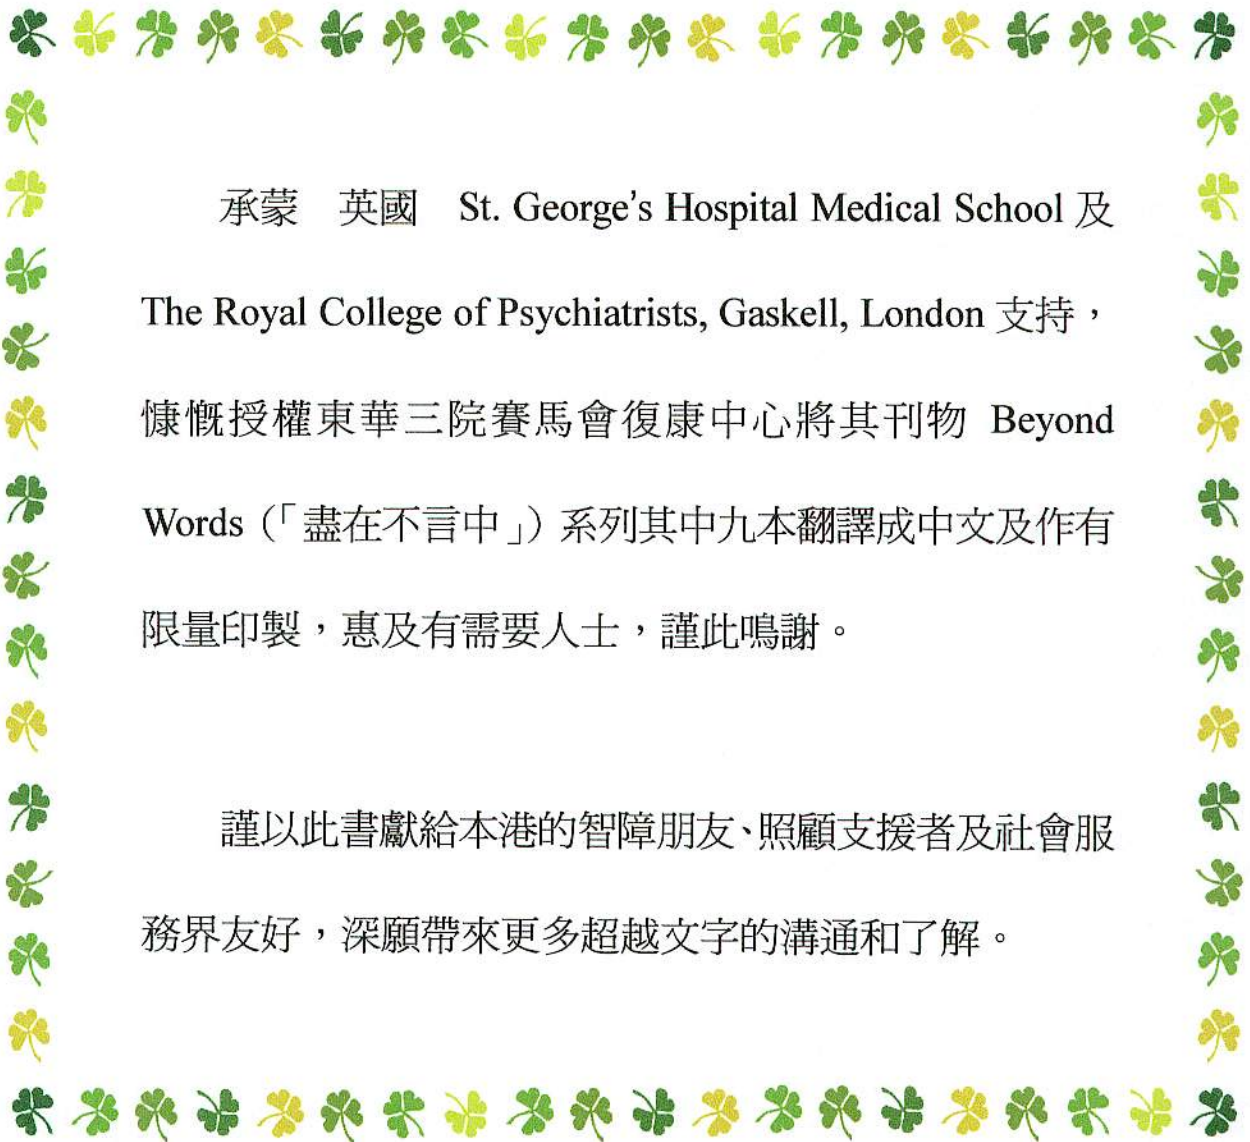 承蒙　英國　St. George's Hospital Medical School 及
The Royal College of Psychiatrists, Gaskell, London 支持，
慷慨授權東華三院賽馬會復康中心將其刊物 Beyond
Words（「盡在不言中」）系列其中九本翻譯成中文及作有
限量印製，惠及有需要人士，謹此鳴謝。
謹以此書獻給本港的智障朋友、照顧支援者及社會服
務界友好，深願帶來更多超越文字的溝通和了解。